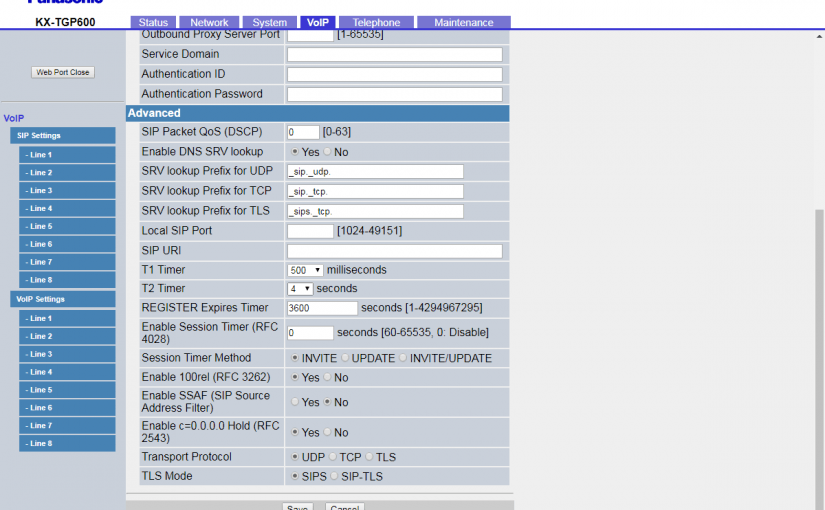 Panasonic
KX-TGP600
Status Network System VoIP Telephone Maintenance
Web Port Close
VoIP
SIP Settings
- Line 1
- Line 2
- Line 3
- Line 4
- Line 5
- Line 6
- Line 7
- Line 8
VoIP Settings
- Line 1
- Line 2
- Line 3
- Line 4
- Line 5
- Line 6
- Line 7
- Line 8
Outbound Proxy Server Port [1-65535]
Service Domain
Authentication ID
Authentication Password
Advanced
SIP Packet QoS (DSCP) 0 [0-63]
Enable DNS SRV lookup Yes No
SRV lookup Prefix for UDP _sip._udp.
SRV lookup Prefix for TCP _sip._tcp.
SRV lookup Prefix for TLS _sips._tcp.
Local SIP Port [1024-49151]
SIP URI
T1 Timer 500 milliseconds
T2 Timer 4 seconds
REGISTER Expires Timer 3600 seconds [1-4294967295]
Enable Session Timer (RFC
4028) 0 seconds [60-65535, 0: Disable]
Session Timer Method INVITE UPDATE INVITE/UPDATE
Enable 100rel (RFC 3262) Yes No
Enable SSAF (SIP Source
Address Filter) Yes No
Enable c=0.0.0.0 Hold (RFC
2543) Yes No
Transport Protocol UDP TCP TLS
TLS Mode SIPS SIP-TLS
Save Cancel